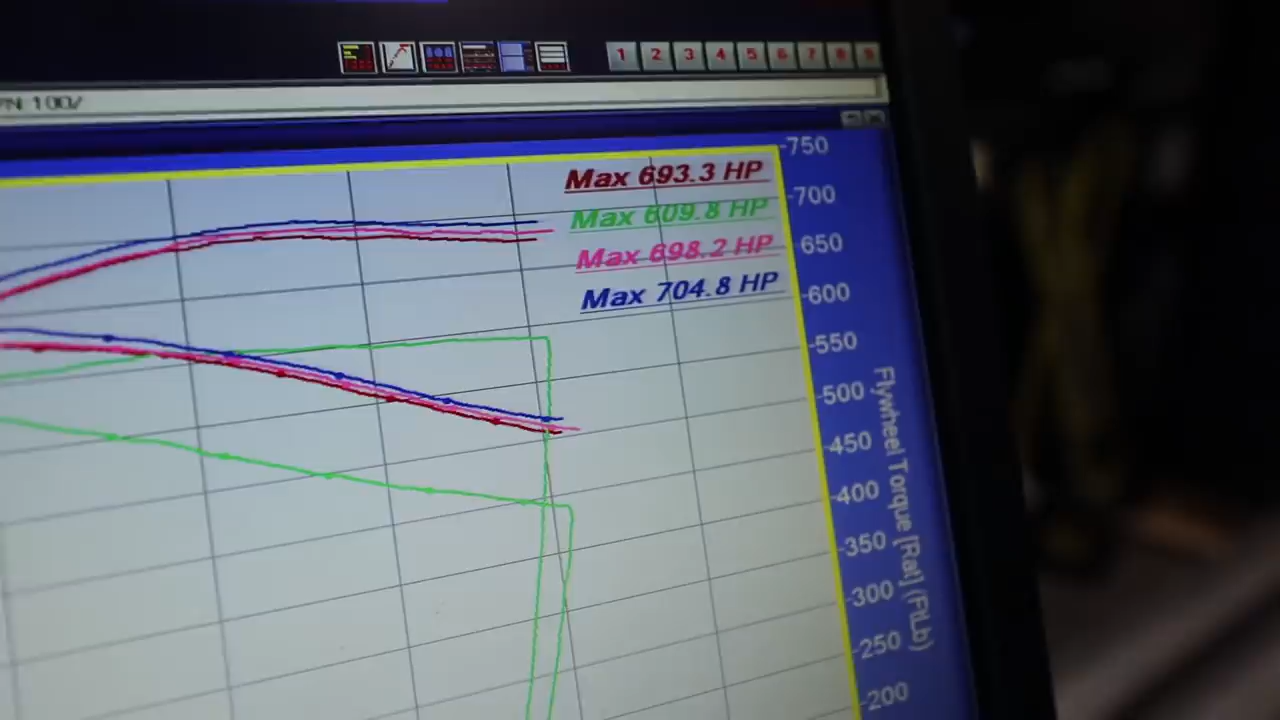 1 2 3 4 5 6 7 8 9
Max 693.3 HP
Max 609.8 HP
Max 698.2 HP
Max 704.8 HP
750
700
650
600
550
500
450
400
350
300
250
200
Flywheel Torque [Ral] (FtLb)